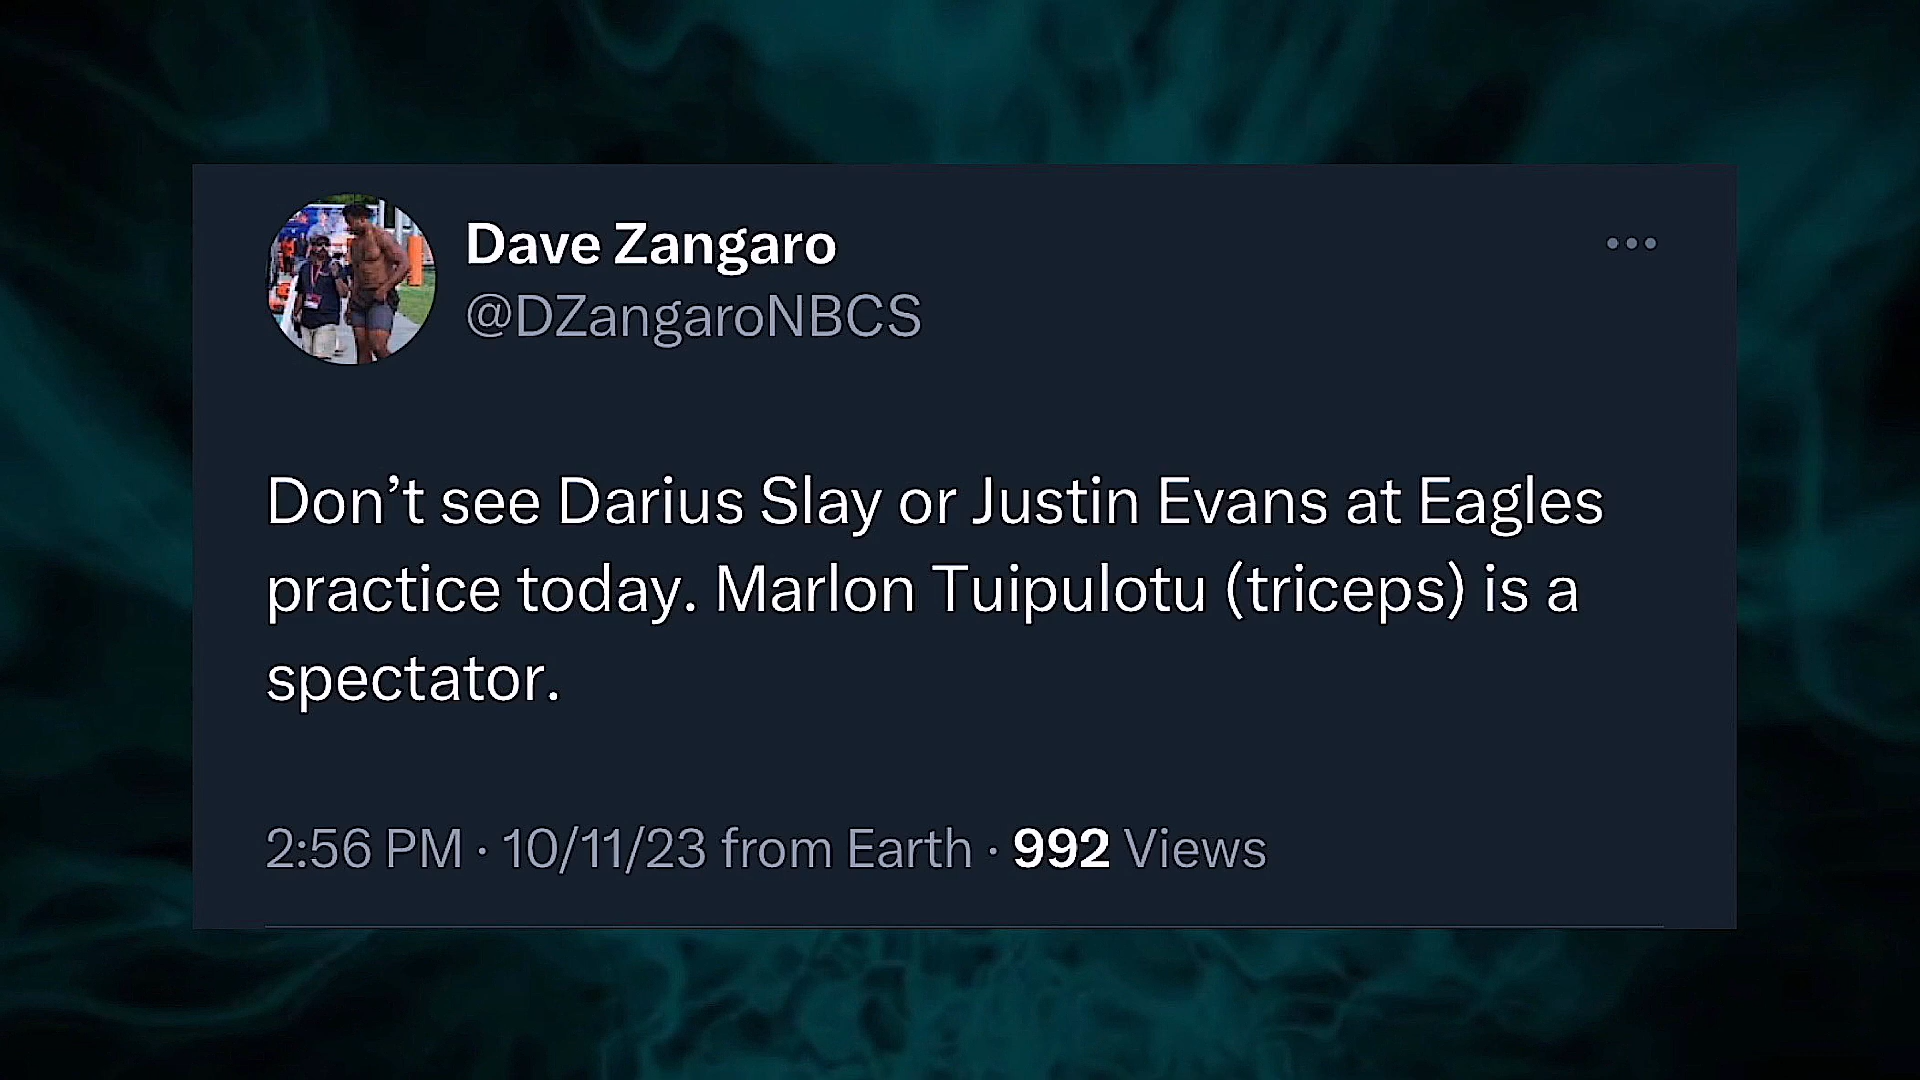 Dave Zangaro
@DZangaroNBCS
Don’t see Darius Slay or Justin Evans at Eagles
practice today. Marlon Tuipulotu (triceps) is a
spectator.
2:56 PM · 10/11/23 from Earth · 992 Views